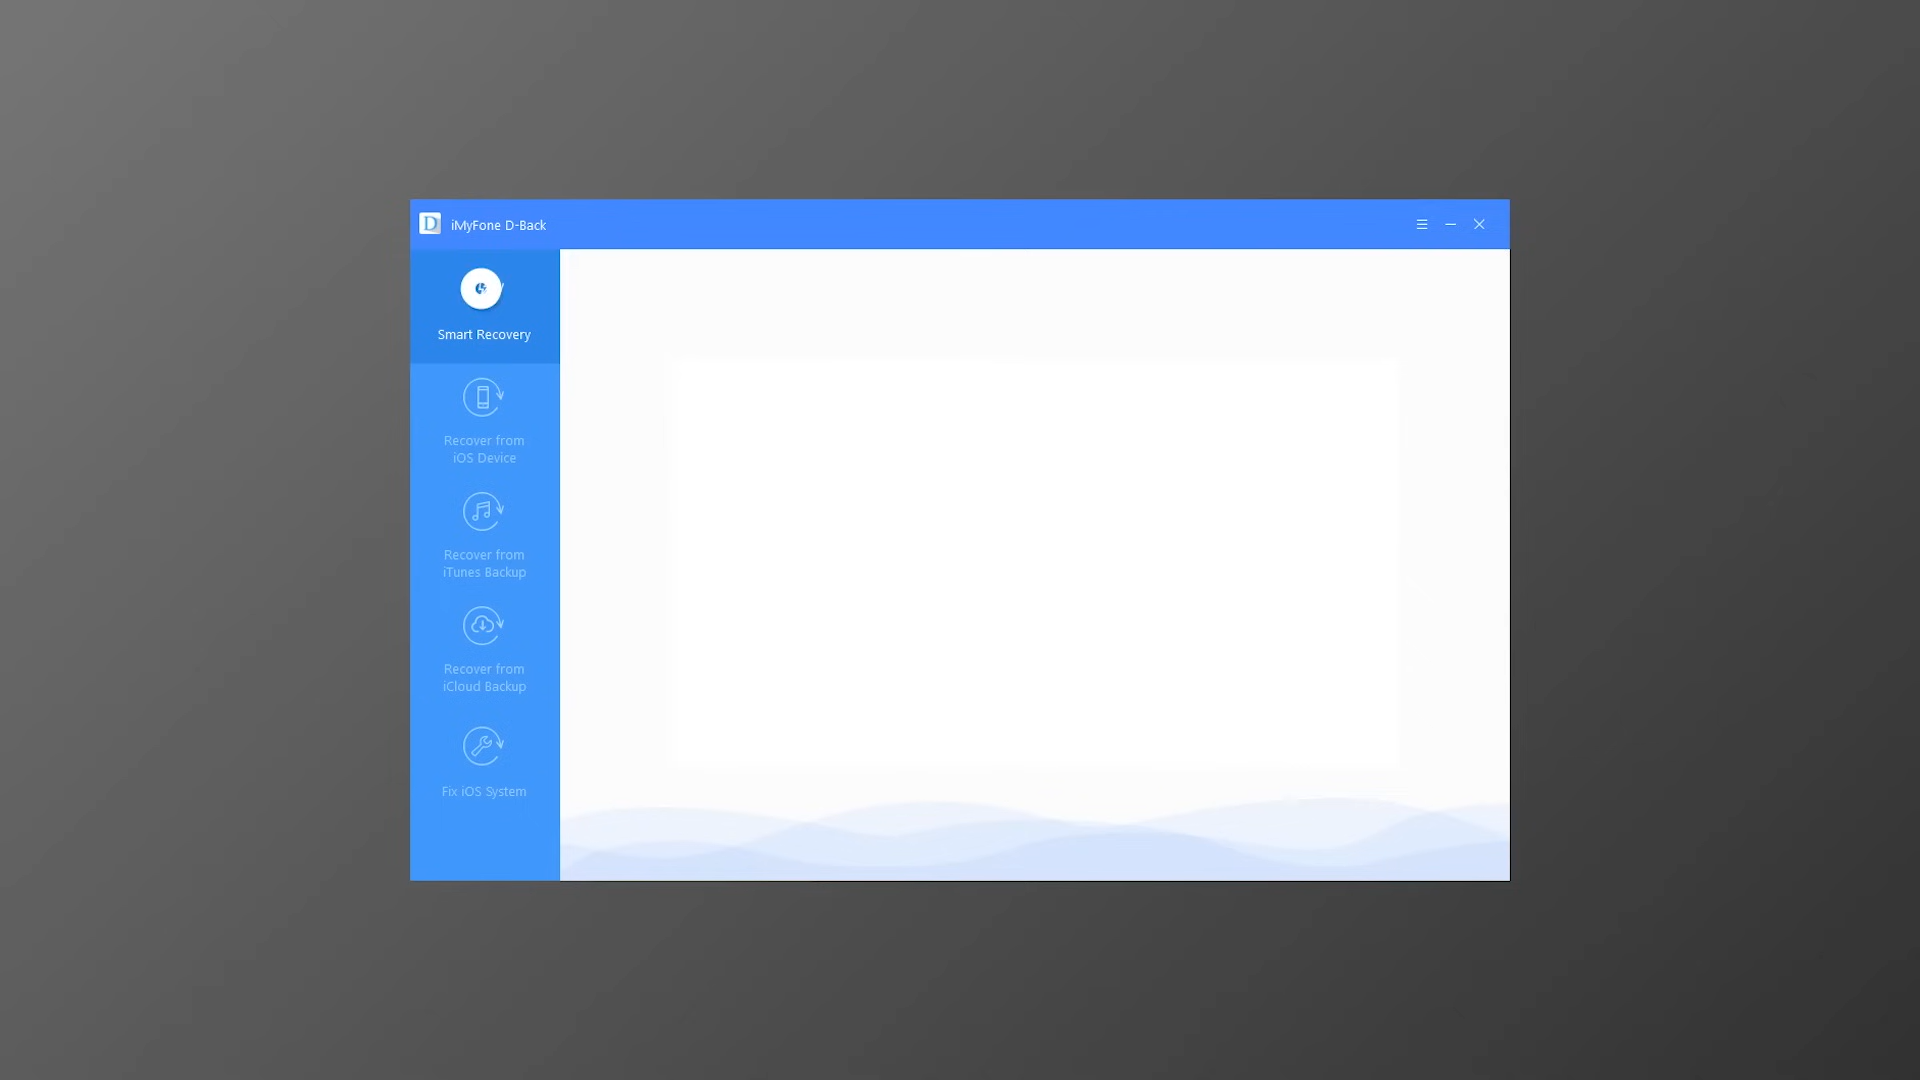 D iMyFone D-Back
Smart Recovery
Recover from
iOS Device
Recover from
iTunes Backup
Recover from
iCloud Backup
Fix iOS System